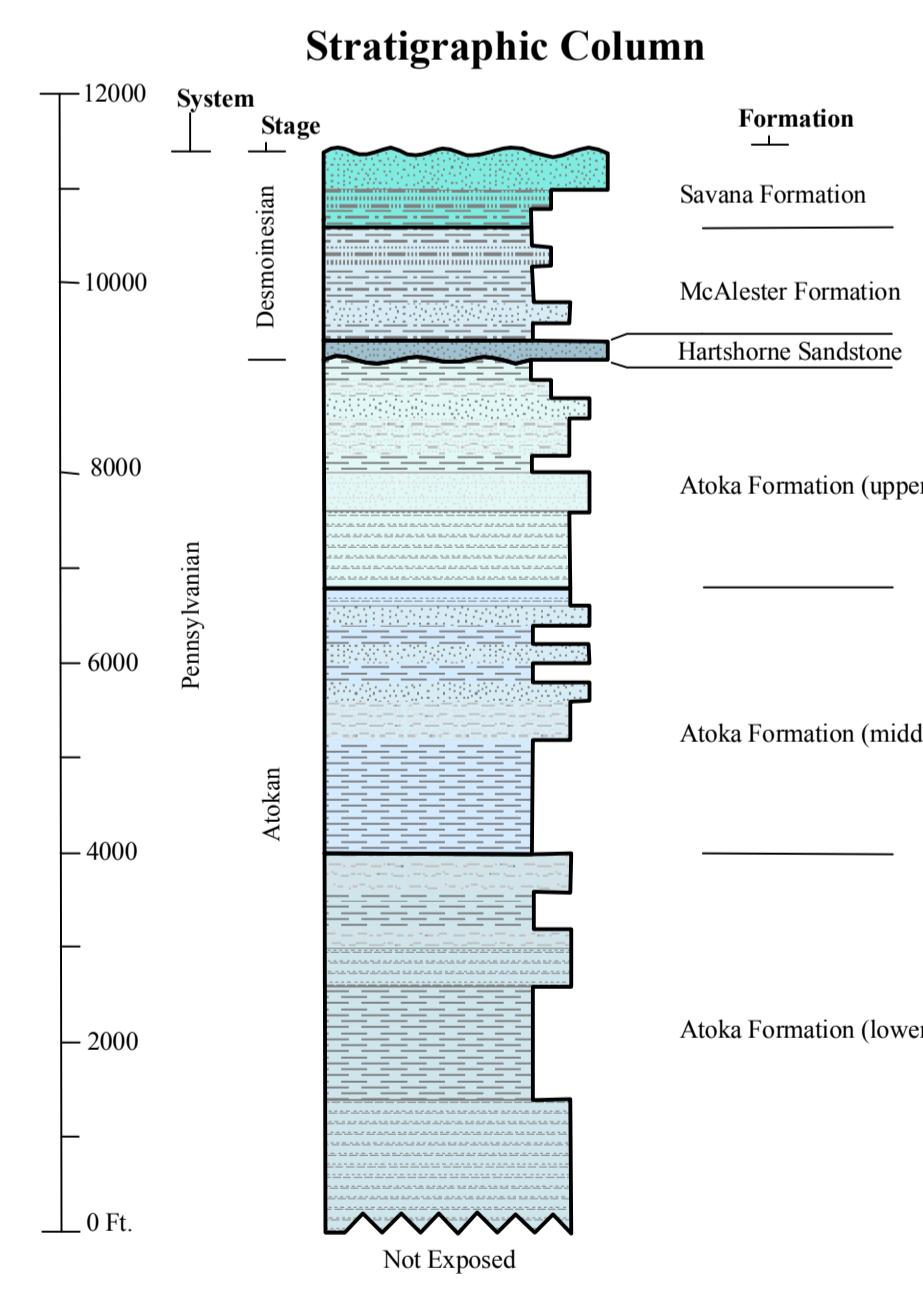 Stratigraphic Column
12000
System
Stage
Formation
Desmoinesian
Savana Formation
10000
McAlester Formation
Hartshorne Sandstone
8000
Atoka Formation (upper
Pennsylvanian
6000
Atoka Formation (midd
Atokan
4000
2000
Atoka Formation (lower
0 Ft.
Not Exposed